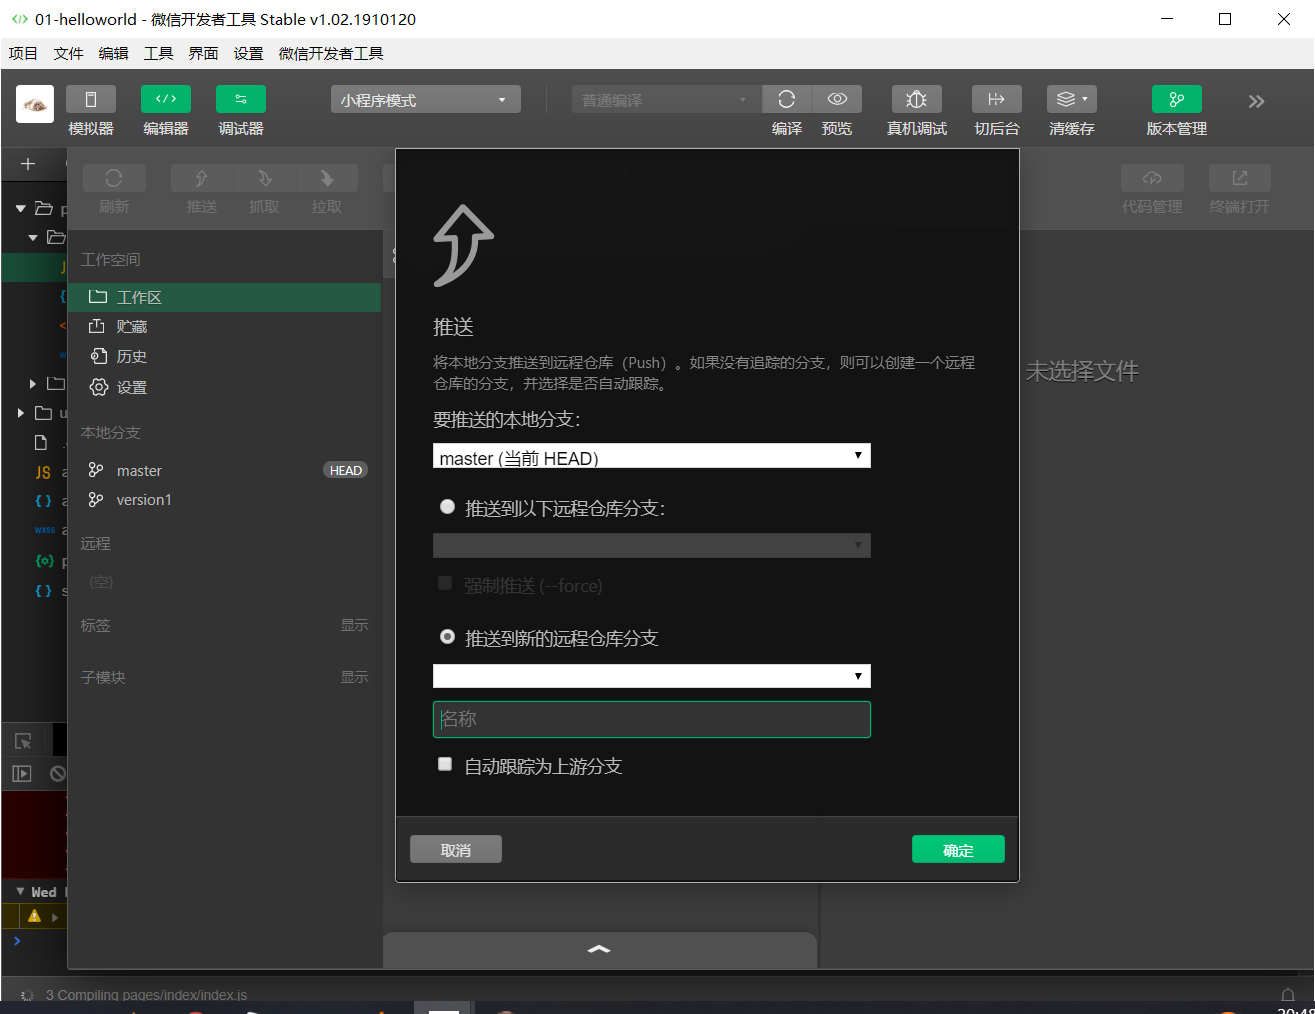 01-helloworld - 微信开发者工具 Stable v1.02.1910120
项目 文件 编辑 工具 界面 设置 微信开发者工具
小程序模式 普通编译
模拟器 编辑器 调试器 编译 预览 真机调试 切后台 清缓存 版本管理
刷新 推送 抓取 拉取 代码管理 终端打开
工作空间
工作区
贮藏
历史
设置
本地分支
master HEAD
version1
远程
(空)
标签 显示
子模块 显示
推送
将本地分支推送到远程仓库（Push）。如果没有追踪的分支，则可以创建一个远程
仓库的分支，并选择是否自动跟踪。
要推送的本地分支：
master (当前 HEAD)
推送到以下远程仓库分支：
强制推送 (--force)
推送到新的远程仓库分支
名称
自动跟踪为上游分支
取消 确定
未选择文件
JS
WXSS
Wed
3 Compiling pages/index/index.js